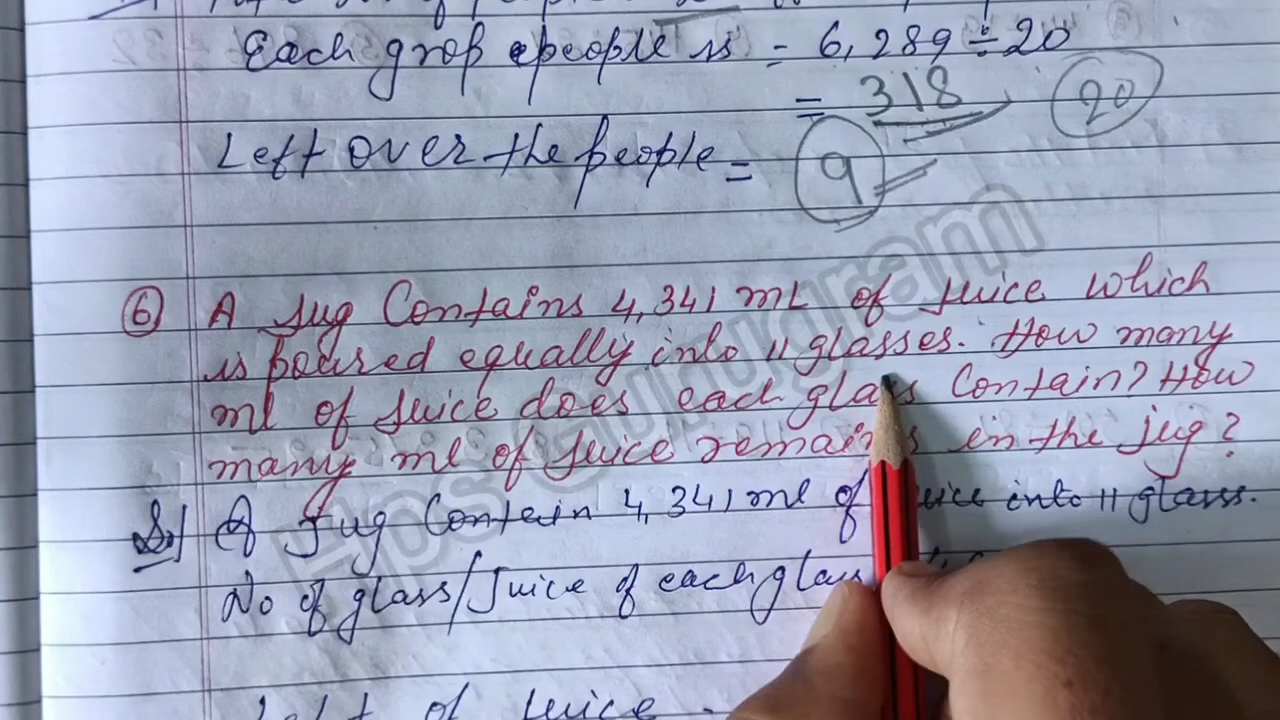 Each grop people is = 6,289 ÷ 20
= 318 20
Left over the people = 9
6 A Jug Contains 4,341 ml of juice which
is poured equally into 11 glasses. How many
ml of juice does each glass Contain? How
many ml of juice remains in the jug?
Sol A Jug Contain 4,341 ml of juice into 11 glass.
No of glass/Juice of each glass
Left of juice